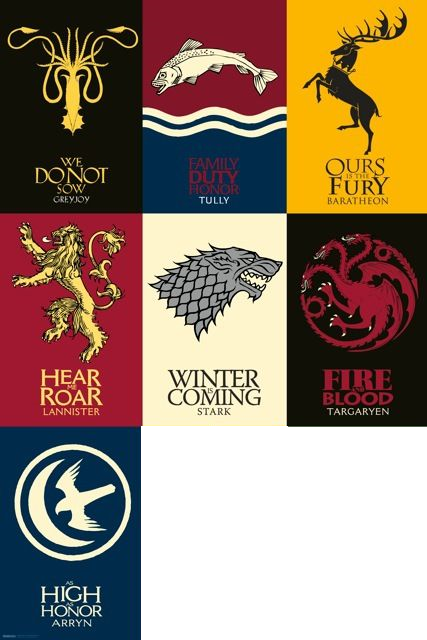 WE
DO NOT
SOW
GREYJOY
FAMILY
DUTY
HONOR
TULLY
OURS
IS THE
FURY
BARATHEON
HEAR
ME
ROAR
LANNISTER
WINTER
IS
COMING
STARK
FIRE
AND
BLOOD
TARGARYEN
AS
HIGH
AS
HONOR
ARRYN